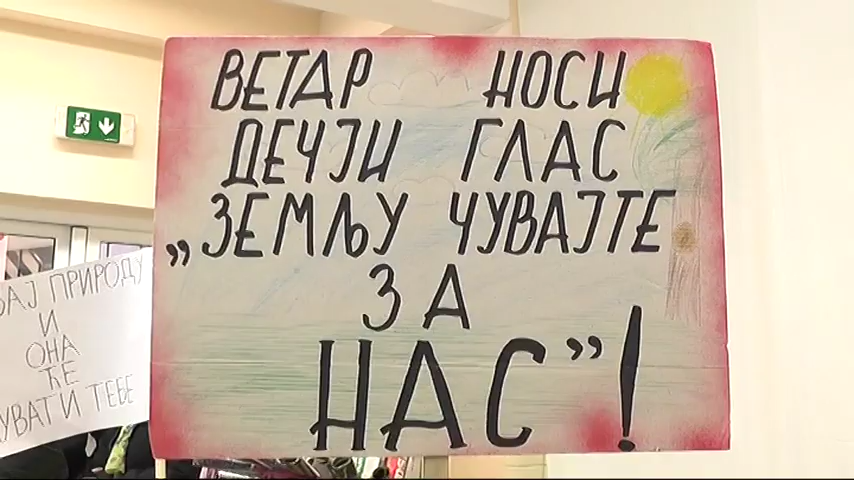 ВЕТАР НОСИ
ДЕЧЈИ ГЛАС
„ЗЕМЉУ ЧУВАЈТЕ
ЗА
НАС”!
ПРИРОДУ
И
ОНА
ЋЕ
ТЕБЕ